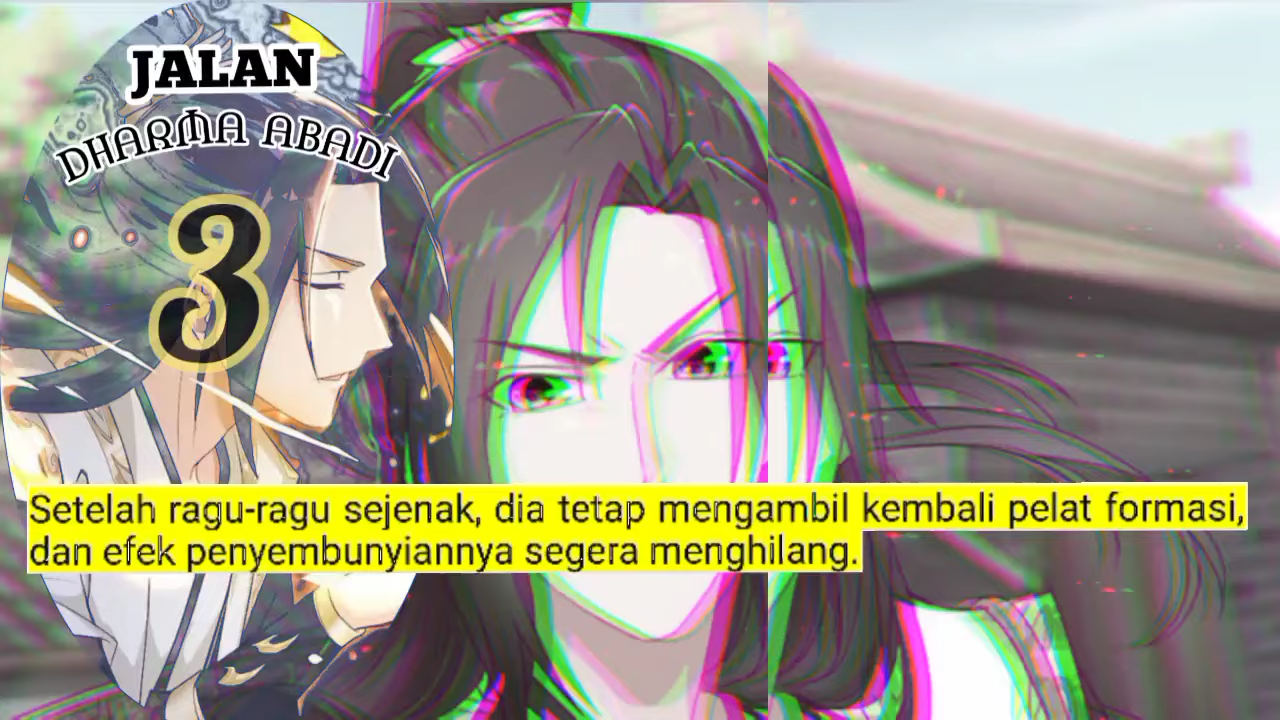 JALAN
DHARMA ABADI
3
Setelah ragu-ragu sejenak, dia tetap mengambil kembali pelat formasi,
dan efek penyembunyiannya segera menghilang.